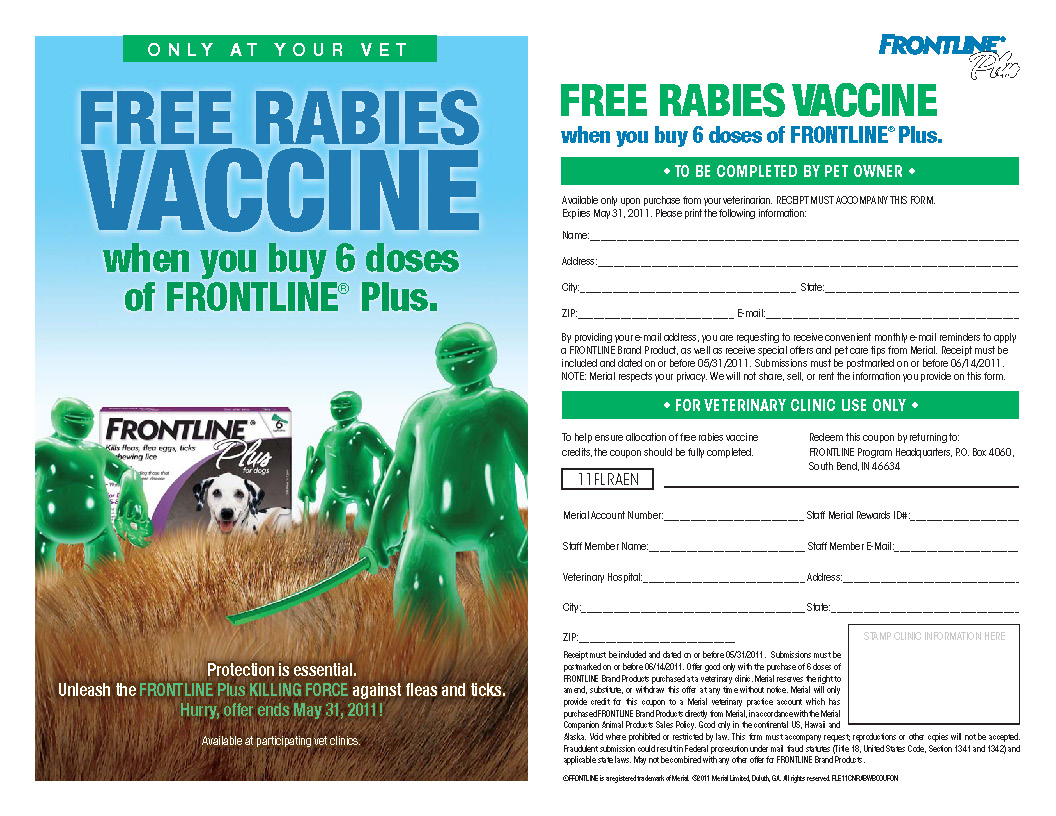 ONLY AT YOUR VET
FREE RABIES
VACCINE
when you buy 6 doses
of FRONTLINE® Plus.
6
FRONTLINE®
Kills fleas, flea eggs, ticks
chewing lice
Plus
for dogs
Protection is essential.
Unleash the FRONTLINE Plus KILLING FORCE against fleas and ticks.
Hurry, offer ends May 31, 2011!
Available at participating vet clinics.
FRONTLINE®
Plus
FREE RABIES VACCINE
when you buy 6 doses of FRONTLINE® Plus.
• TO BE COMPLETED BY PET OWNER •
Available only upon purchase from your veterinarian. RECEIPT MUST ACCOMPANY THIS FORM.
Expires May 31, 2011. Please print the following information:
Name:
Address:
City: State:
ZIP: E-mail:
By providing your e-mail address, you are requesting to receive convenient monthly e-mail reminders to apply
a FRONTLINE Brand Product, as well as receive special offers and pet care tips from Merial. Receipt must be
included and dated on or before 05/31/2011. Submissions must be postmarked on or before 06/14/2011.
NOTE: Merial respects your privacy. We will not share, sell, or rent the information you provide on this form.
• FOR VETERINARY CLINIC USE ONLY •
To help ensure allocation of free rabies vaccine
credits, the coupon should be fully completed.
11FLRAEN
Redeem this coupon by returning to:
FRONTLINE Program Headquarters, P.O. Box 4060,
South Bend, IN 46634
Merial Account Number: Staff Merial Rewards ID#:
Staff Member Name: Staff Member E-Mail:
Veterinary Hospital: Address:
City: State:
ZIP:
STAMP CLINIC INFORMATION HERE
Receipt must be included and dated on or before 05/31/2011. Submissions must be
postmarked on or before 06/14/2011. Offer good only with the purchase of 6 doses of
FRONTLINE Brand Products purchased at a veterinary clinic. Merial reserves the right to
amend, substitute, or withdraw this offer at any time without notice. Merial will only
provide credit for this coupon to a Merial veterinary practice account which has
purchased FRONTLINE Brand Products directly from Merial, in accordance with the Merial
Companion Animal Products Sales Policy. Good only in the continental US, Hawaii and
Alaska. Void where prohibited or restricted by law. This form must accompany request; reproductions or other copies will not be accepted.
Fraudulent submission could result in Federal prosecution under mail fraud statutes (Title 18, United States Code, Section 1341 and 1342) and
applicable state laws. May not be combined with any other offer for FRONTLINE Brand Products.
®FRONTLINE is a registered trademark of Merial. ©2011 Merial Limited, Duluth, GA. All rights reserved. FLE11CNRABWBCOUPON